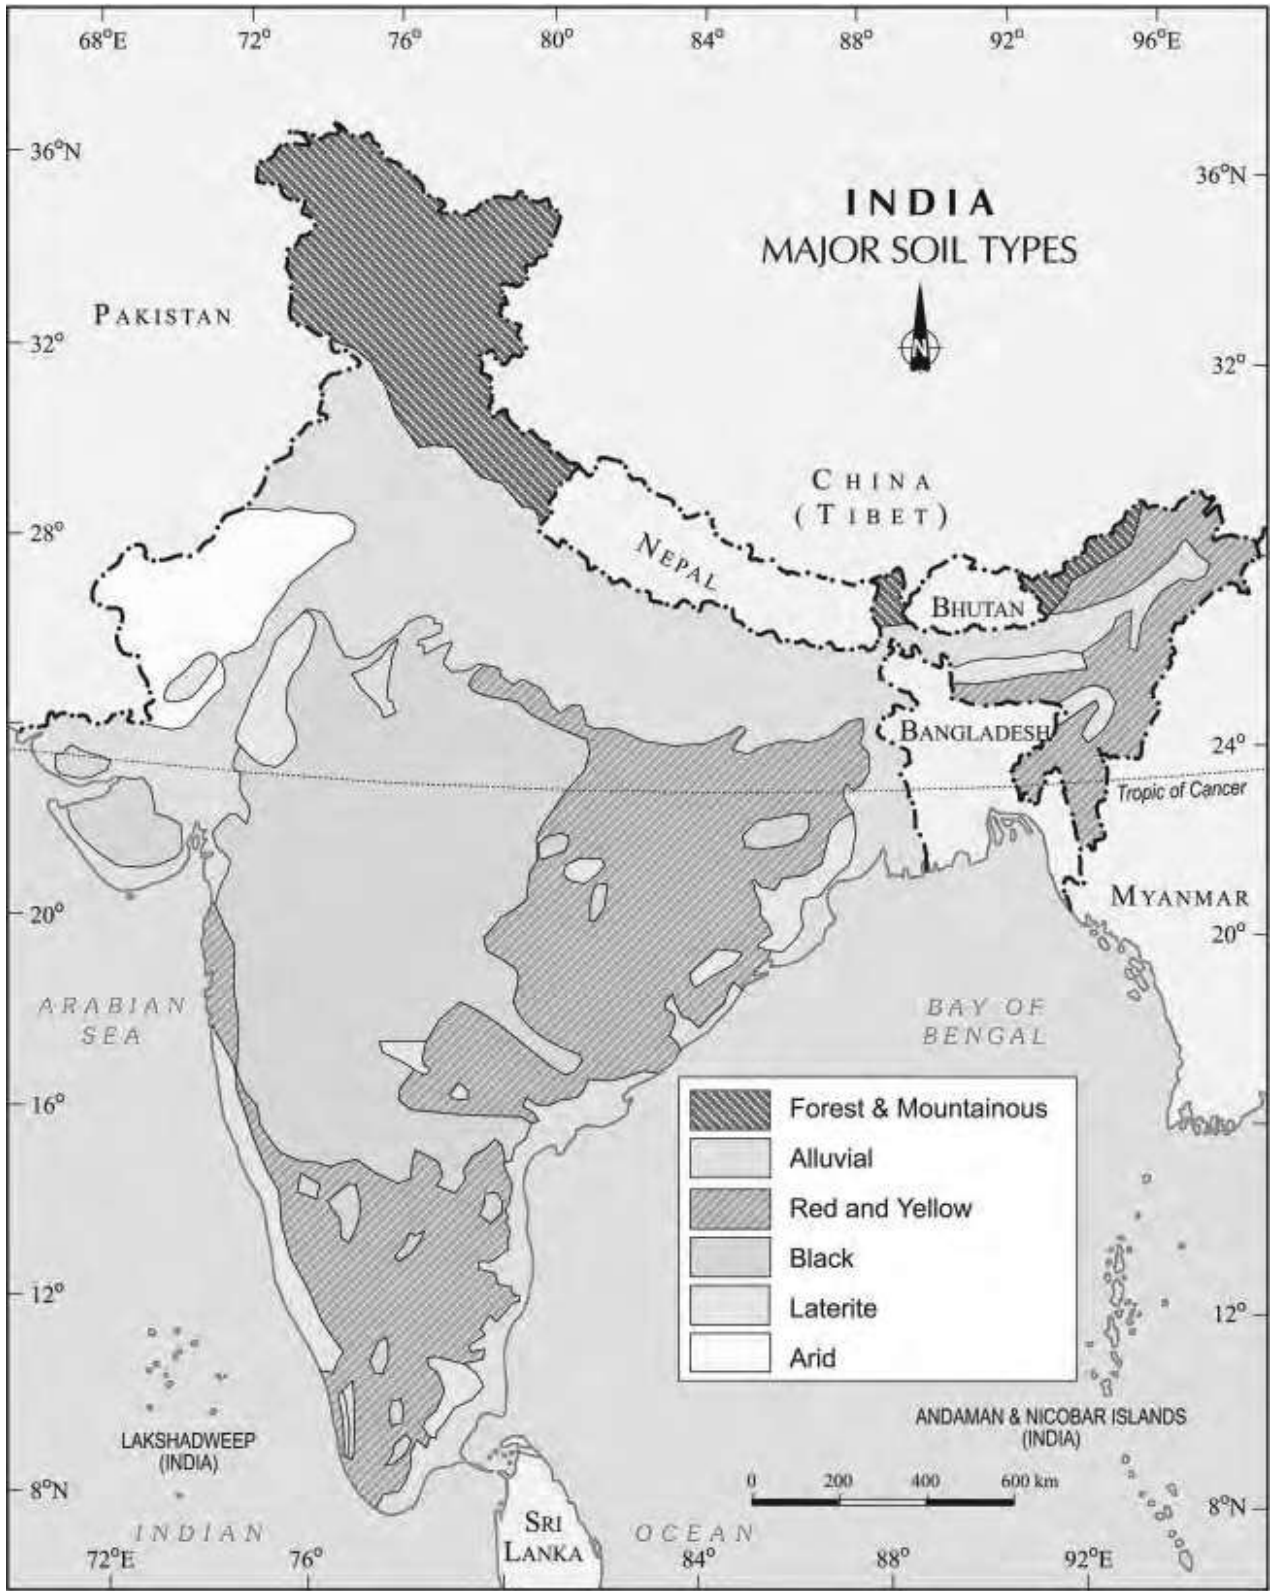 68°E 72° 76° 80° 84° 88° 92° 96°E
36°N
36°N
INDIA
MAJOR SOIL TYPES
N
PAKISTAN
32°
32°
CHINA
(TIBET)
28°
NEPAL
BHUTAN
BANGLADESH
24°
Tropic of Cancer
MYANMAR
20°
20°
ARABIAN
SEA
BAY OF
BENGAL
16°
Forest & Mountainous
Alluvial
Red and Yellow
Black
Laterite
Arid
12°
12°
LAKSHADWEEP
(INDIA)
ANDAMAN & NICOBAR ISLANDS
(INDIA)
0 200 400 600 km
8°N
8°N
INDIAN
OCEAN
SRI
LANKA
72°E 76° 84° 88° 92°E